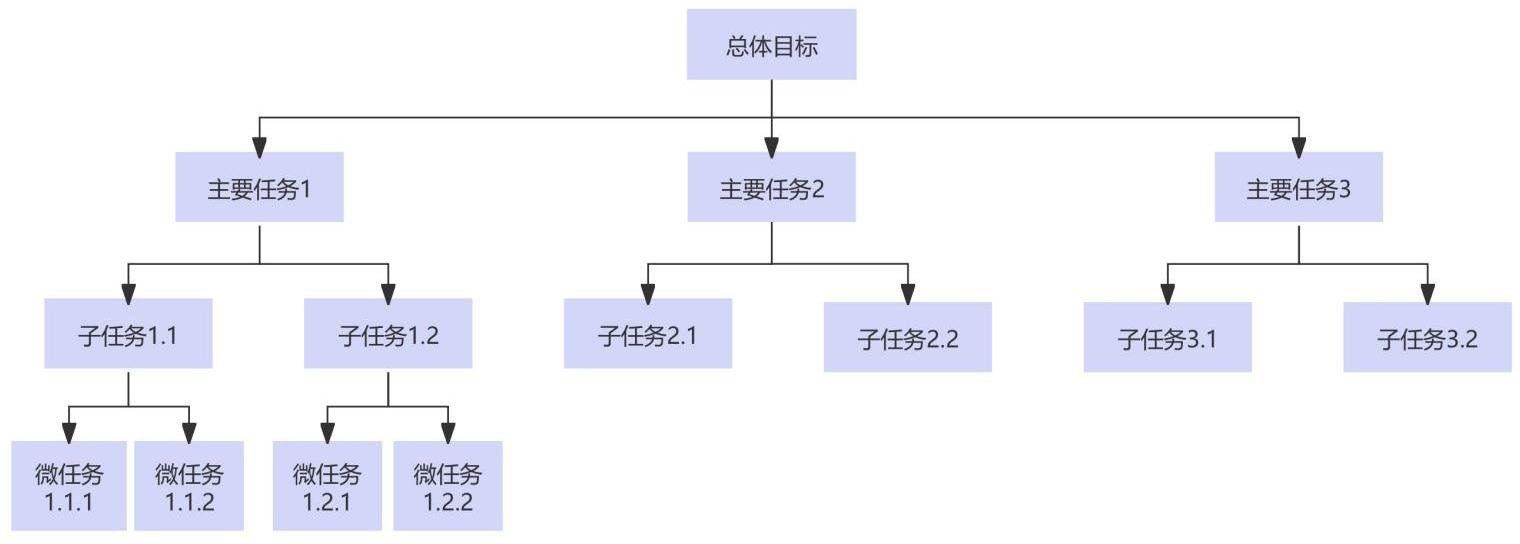 总体目标
主要任务1
主要任务2
主要任务3
子任务1.1
子任务1.2
子任务2.1
子任务2.2
子任务3.1
子任务3.2
微任务
1.1.1
微任务
1.1.2
微任务
1.2.1
微任务
1.2.2